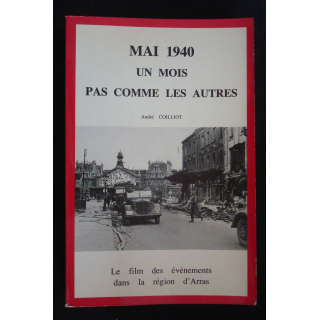 MAI 1940
UN MOIS
PAS COMME LES AUTRES
André COILLIOT
Le film des événements
dans la région d'Arras